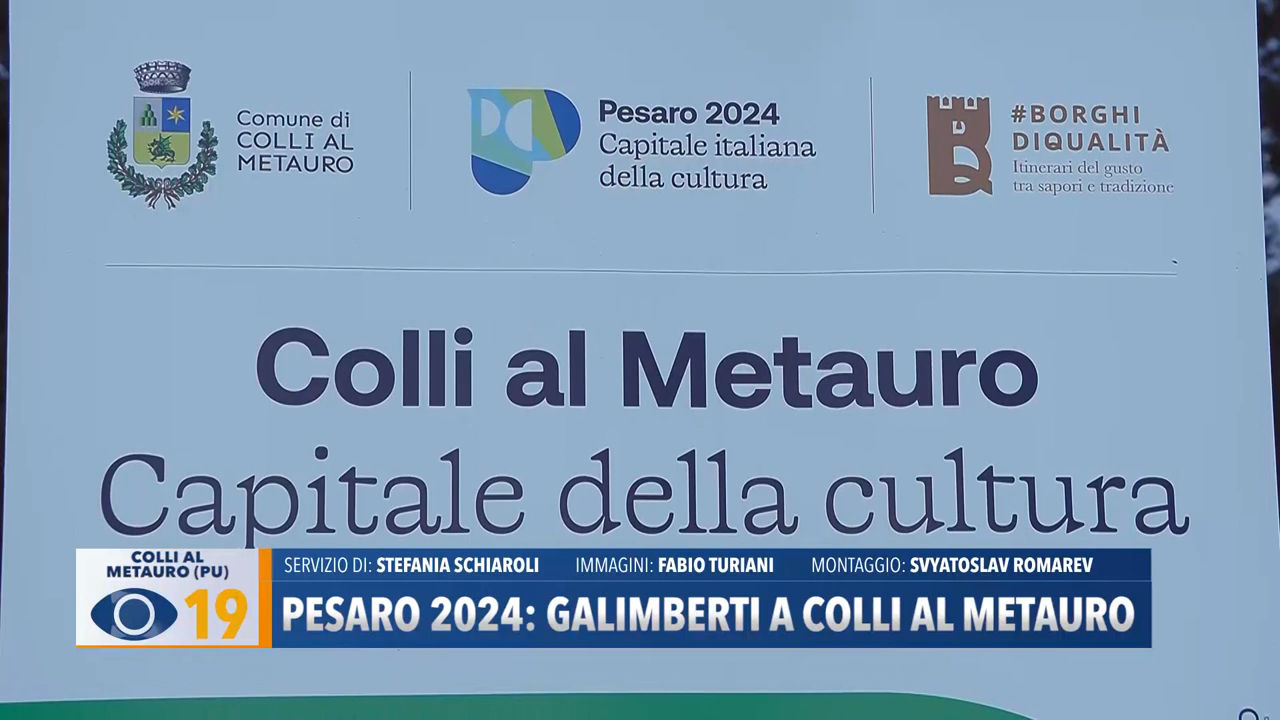 Comune di
COLLI AL
METAURO
Pesaro 2024
Capitale italiana
della cultura
#BORGHI
DIQUALITÀ
Itinerari del gusto
tra sapori e tradizione
Colli al Metauro
Capitale della cultura
COLLI AL
METAURO (PU)
19
SERVIZIO DI: STEFANIA SCHIAROLI IMMAGINI: FABIO TURIANI MONTAGGIO: SVYATOSLAV ROMAREV
PESARO 2024: GALIMBERTI A COLLI AL METAURO